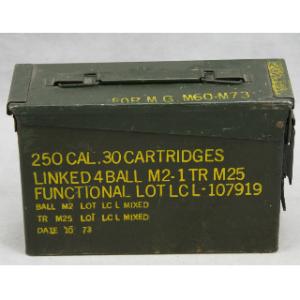 FOR M.G. M60-M73
250 CAL. 30 CARTRIDGES
LINKED 4 BALL M2-1 TR M25
FUNCTIONAL LOT LC L-107919
BALL M2 LOT LC L MIXED
TR M25 LOT LC L MIXED
DATE 73